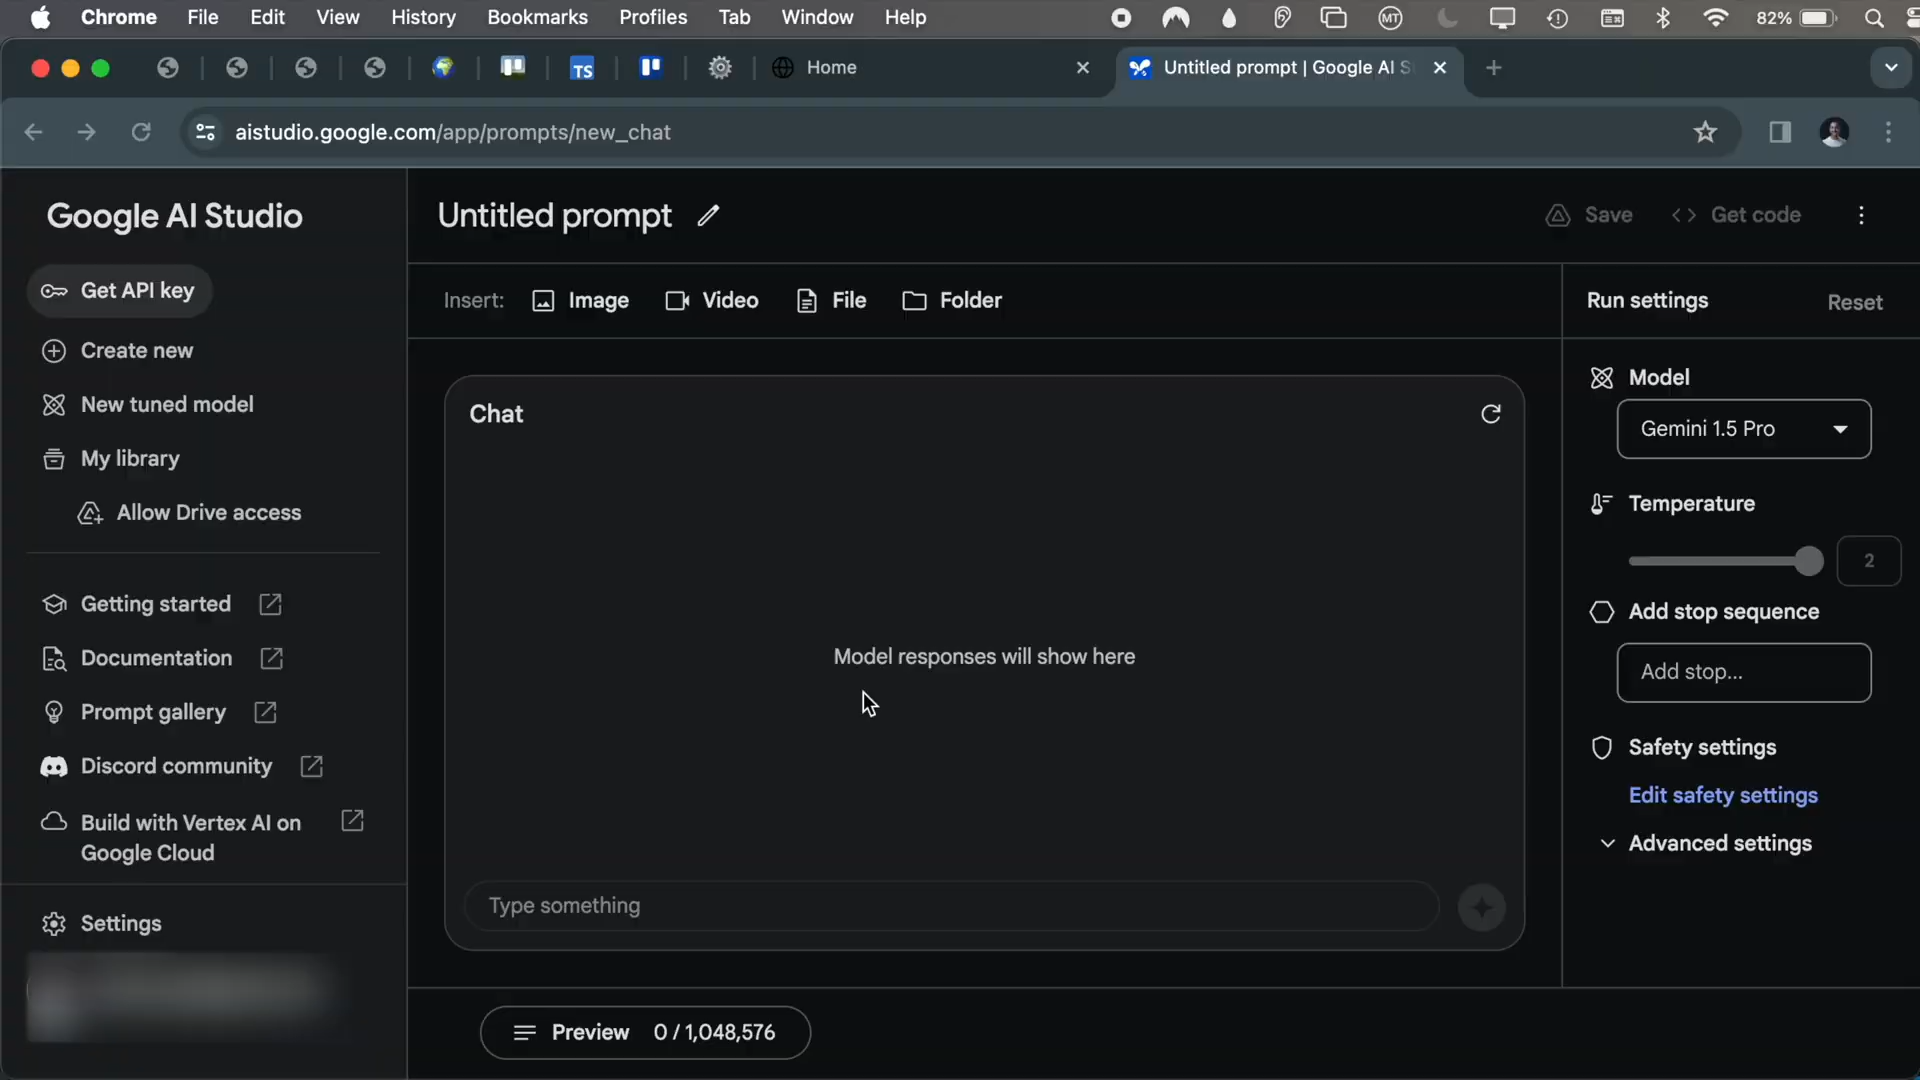 Chrome File Edit View History Bookmarks Profiles Tab Window Help MT 82%
TS Home Untitled prompt | Google AI S
aistudio.google.com/app/prompts/new_chat
Google AI Studio
Get API key
Create new
New tuned model
My library
Allow Drive access
Getting started
Documentation
Prompt gallery
Discord community
Build with Vertex AI on
Google Cloud
Settings
Untitled prompt
Save Get code
Insert: Image Video File Folder
Chat
Model responses will show here
Type something
Preview 0 / 1,048,576
Run settings Reset
Model
Gemini 1.5 Pro
Temperature
2
Add stop sequence
Add stop...
Safety settings
Edit safety settings
Advanced settings